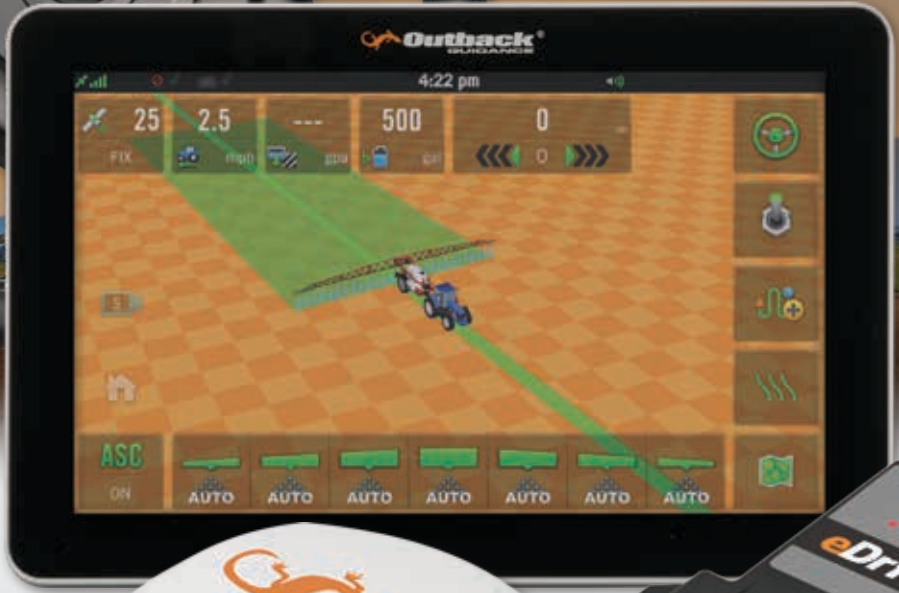 Outback®
GUIDANCE
4:22 pm
25 2.5 --- 500 0
FIX mph gpa gal 0
S
ASC
ON AUTO AUTO AUTO AUTO AUTO AUTO AUTO
eDri